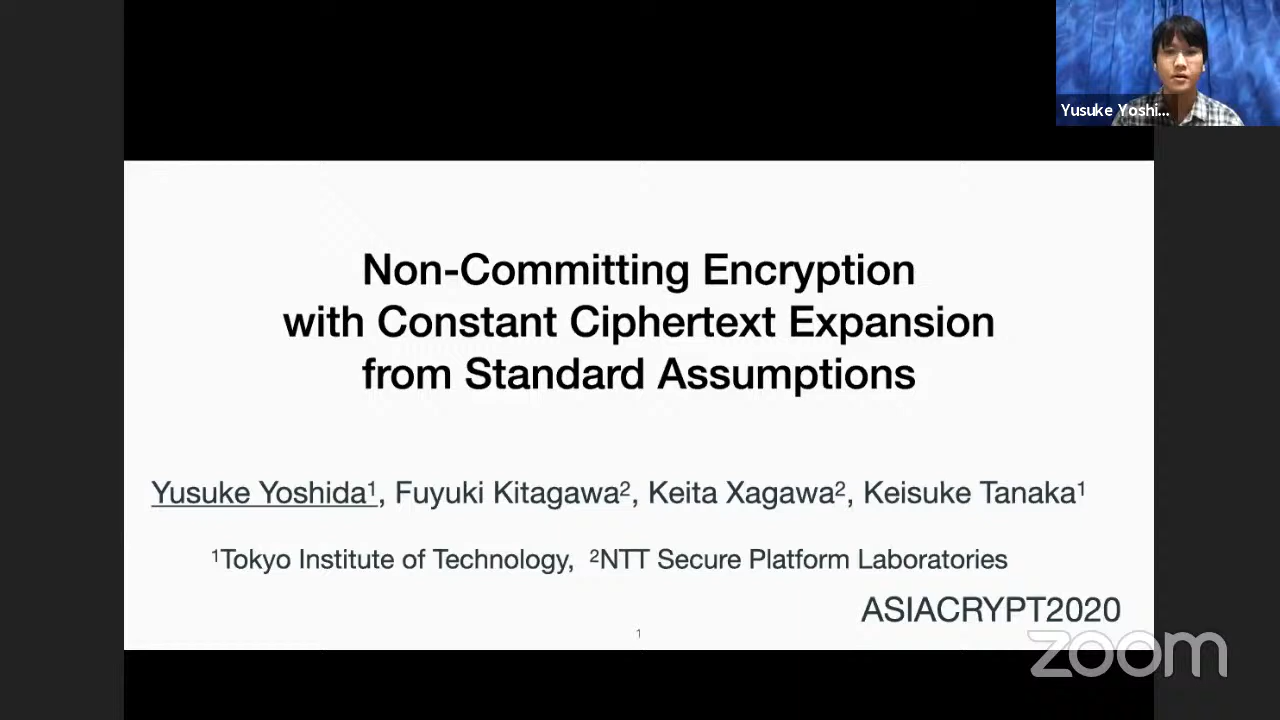 Yusuke Yoshi...
Non-Committing Encryption
with Constant Ciphertext Expansion
from Standard Assumptions
Yusuke Yoshida¹, Fuyuki Kitagawa², Keita Xagawa², Keisuke Tanaka¹
¹Tokyo Institute of Technology, ²NTT Secure Platform Laboratories
ASIACRYPT2020
1
zoom